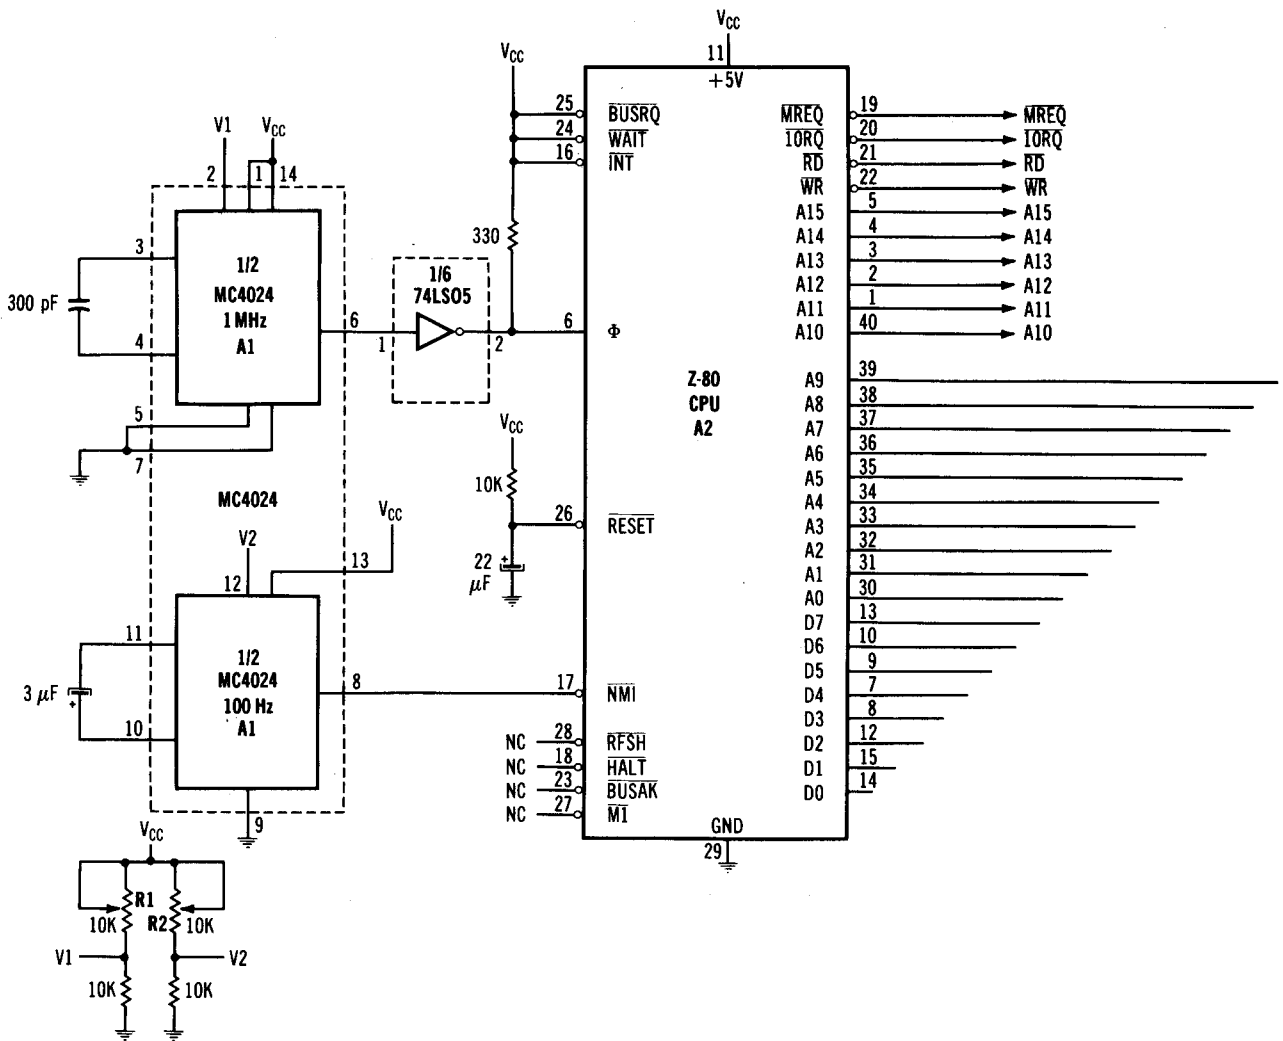 VCC
11
+5V
VCC
25 BUSRQ
24 WAIT
16 INT
330
MREQ 19 MREQ
IORQ 20 IORQ
RD 21 RD
WR 22 WR
A15 5 A15
A14 4 A14
A13 3 A13
A12 2 A12
A11 1 A11
A10 40 A10
V1 VCC
2 1 14
3
300 pF
4
1/2
MC4024
1 MHz
A1
6
5
7
1/6
74LS05
1 2
6 Φ
Z-80
CPU
A2
A9 39
A8 38
A7 37
A6 36
A5 35
A4 34
A3 33
A2 32
A1 31
A0 30
D7 13
D6 10
D5 9
D4 7
D3 8
D2 12
D1 15
D0 14
VCC
10K
26 RESET
22
+
μF
MC4024
V2
VCC
12 13
11
3 μF
+
10
1/2
MC4024
100 Hz
A1
8
9
17 NMI
NC 28 RFSH
NC 18 HALT
NC 23 BUSAK
NC 27 M1
GND
29
VCC
R1
10K
R2
10K
V1 V2
10K 10K